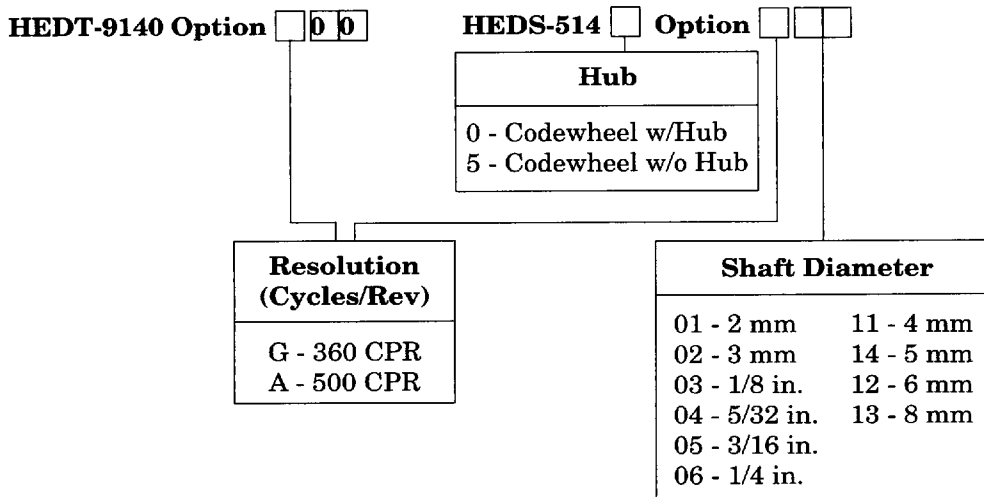 HEDT-9140 Option 0 0
HEDS-514 Option
Hub
0 - Codewheel w/Hub
5 - Codewheel w/o Hub
Resolution
(Cycles/Rev)
G - 360 CPR
A - 500 CPR
Shaft Diameter
01 - 2 mm
02 - 3 mm
03 - 1/8 in.
04 - 5/32 in.
05 - 3/16 in.
06 - 1/4 in.
11 - 4 mm
14 - 5 mm
12 - 6 mm
13 - 8 mm